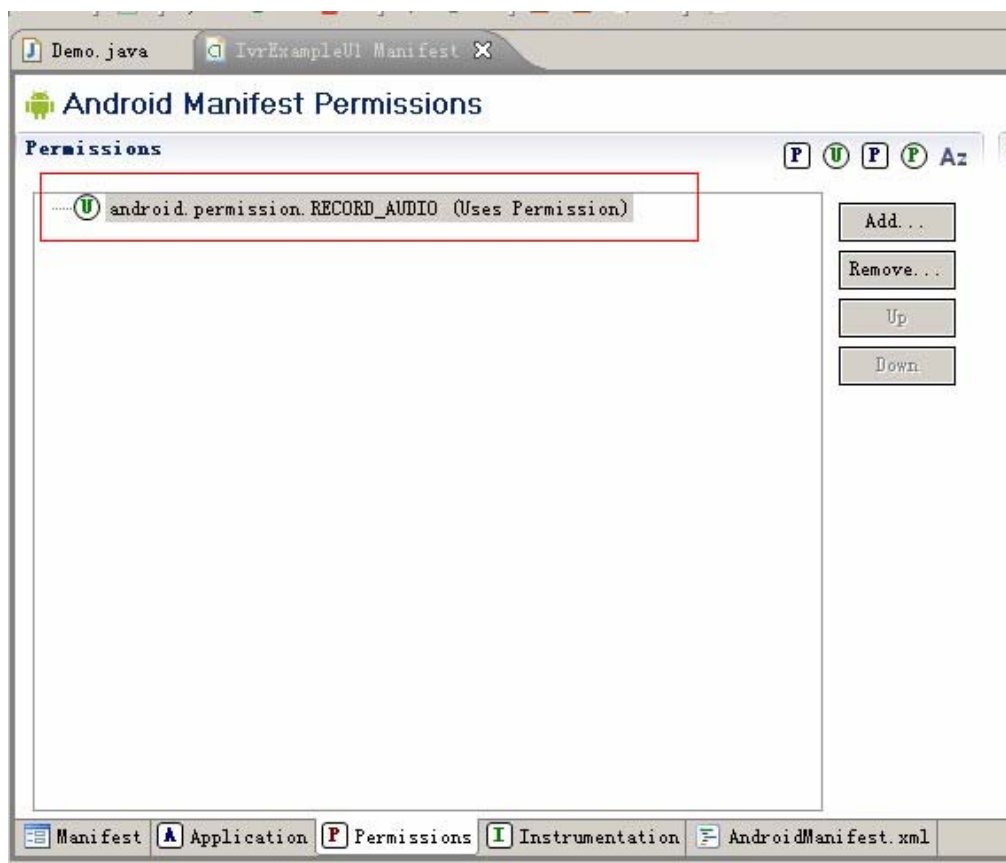 Demo.java
IvrExampleV1 Manifest
Android Manifest Permissions
Permissions
P U P P Az
U android.permission.RECORD_AUDIO (Uses Permission)
Add...
Remove...
Up
Down
Manifest A Application P Permissions I Instrumentation AndroidManifest.xml